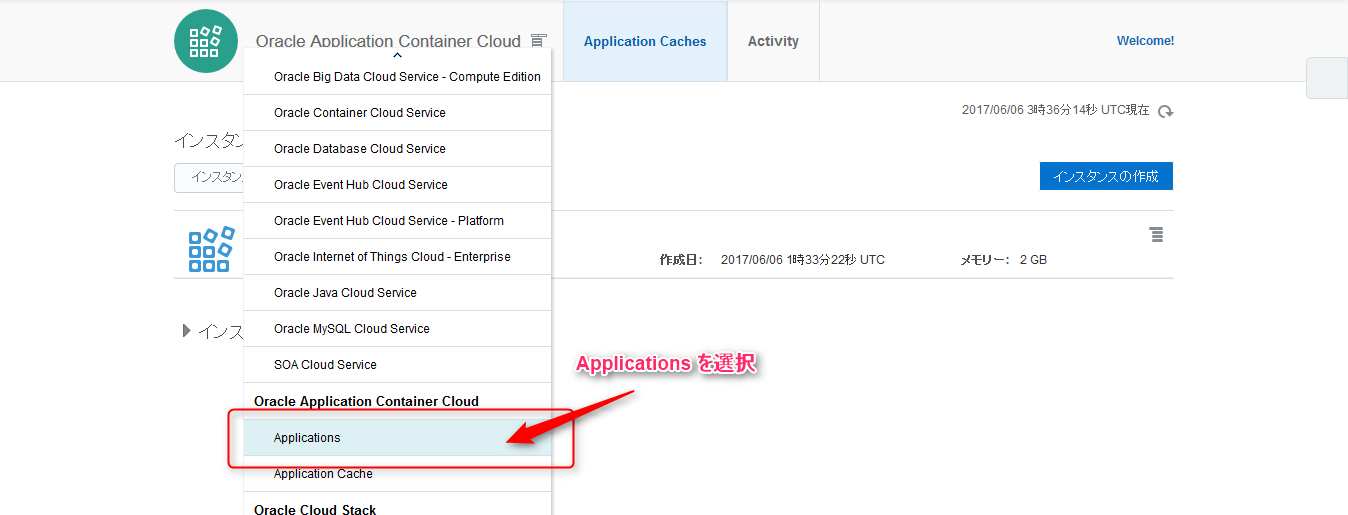 Oracle Application Container Cloud
Application Caches
Activity
Welcome!
Oracle Big Data Cloud Service - Compute Edition
Oracle Container Cloud Service
Oracle Database Cloud Service
Oracle Event Hub Cloud Service
Oracle Event Hub Cloud Service - Platform
Oracle Internet of Things Cloud - Enterprise
Oracle Java Cloud Service
Oracle MySQL Cloud Service
SOA Cloud Service
Oracle Application Container Cloud
Applications
Application Cache
Oracle Cloud Stack
2017/06/06 3時36分14秒 UTC現在
インスタン
インスタン
インスタンスの作成
作成日: 2017/06/06 1時33分22秒 UTC
メモリー: 2 GB
インス
Applications を選択